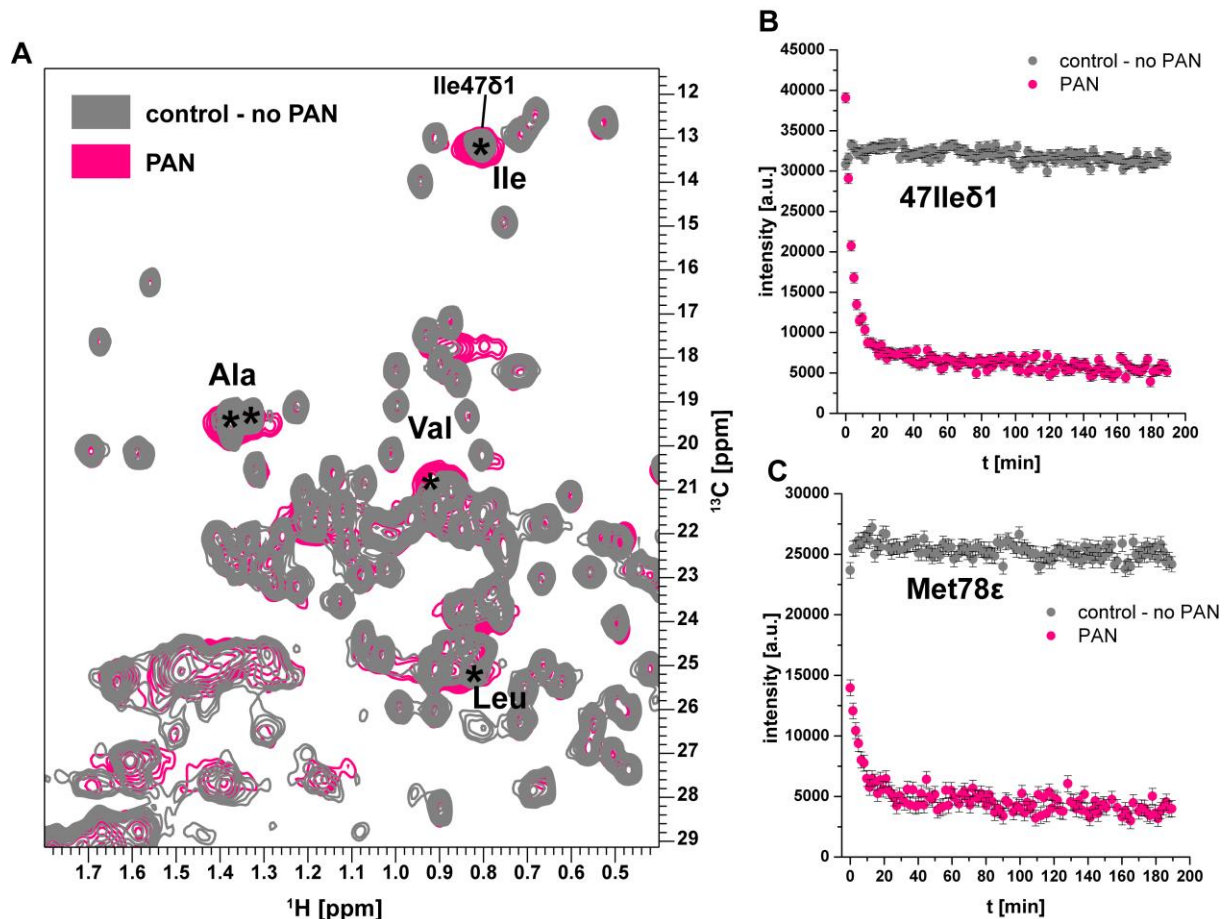 A
control - no PAN
PAN
Ile47δ1
*
Ile
Ala
* *
Val
*
*
Leu
12
13
14
15
16
17
18
19
20
21
22
23
24
25
26
27
28
29
¹³C [ppm]
1.7 1.6 1.5 1.4 1.3 1.2 1.1 1.0 0.9 0.8 0.7 0.6 0.5
¹H [ppm]
B
control - no PAN
PAN
45000
40000
35000
30000
25000
20000
15000
10000
5000
0
intensity [a.u.]
47Ileδ1
0 20 40 60 80 100 120 140 160 180 200
t [min]
C
30000
25000
20000
15000
10000
5000
0
intensity [a.u.]
Met78ε
control - no PAN
PAN
0 20 40 60 80 100 120 140 160 180 200
t [min]